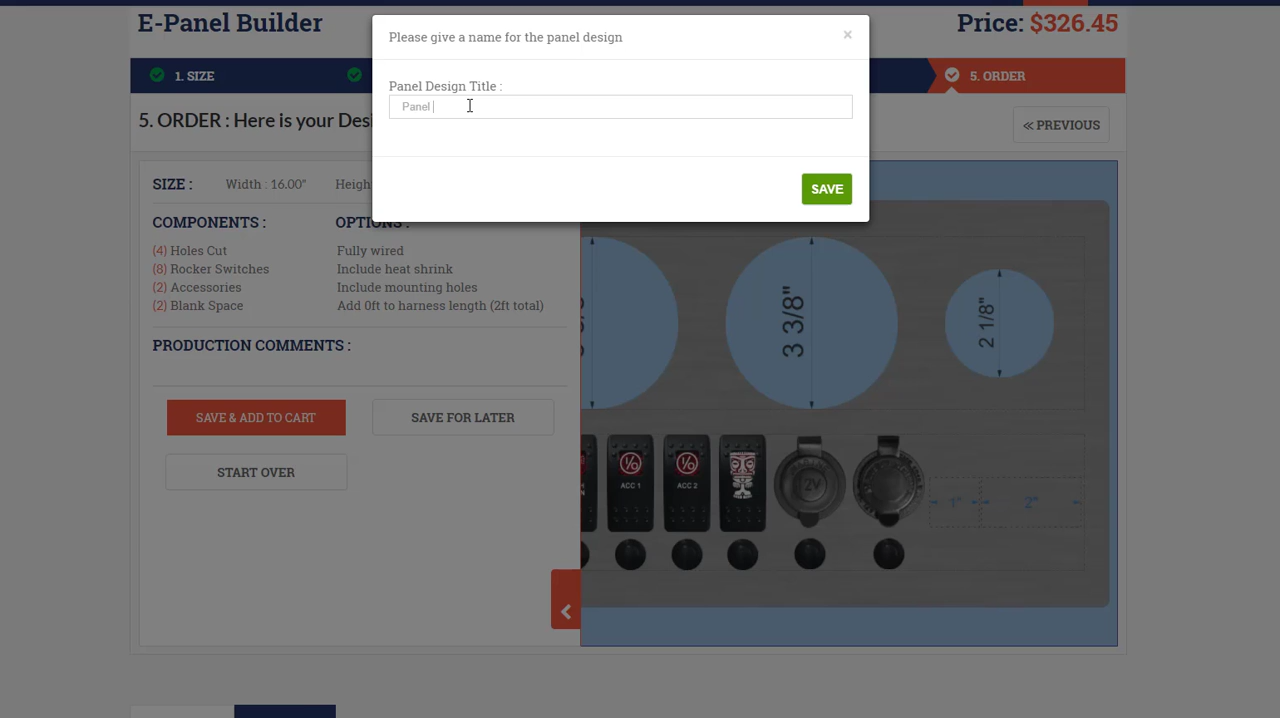 E-Panel Builder
Price: $326.45
Please give a name for the panel design
×
Panel Design Title :
Panel
SAVE
1. SIZE
5. ORDER
5. ORDER : Here is your Desi
≪ PREVIOUS
SIZE :
Width : 16.00"
Heigh
COMPONENTS :
OPTIONS :
(4) Holes Cut
Fully wired
(8) Rocker Switches
Include heat shrink
(2) Accessories
Include mounting holes
(2) Blank Space
Add 0ft to harness length (2ft total)
PRODUCTION COMMENTS :
SAVE & ADD TO CART
SAVE FOR LATER
START OVER
3 3/8"
2 1/8"
ACC 1
ACC 2
1"
2"